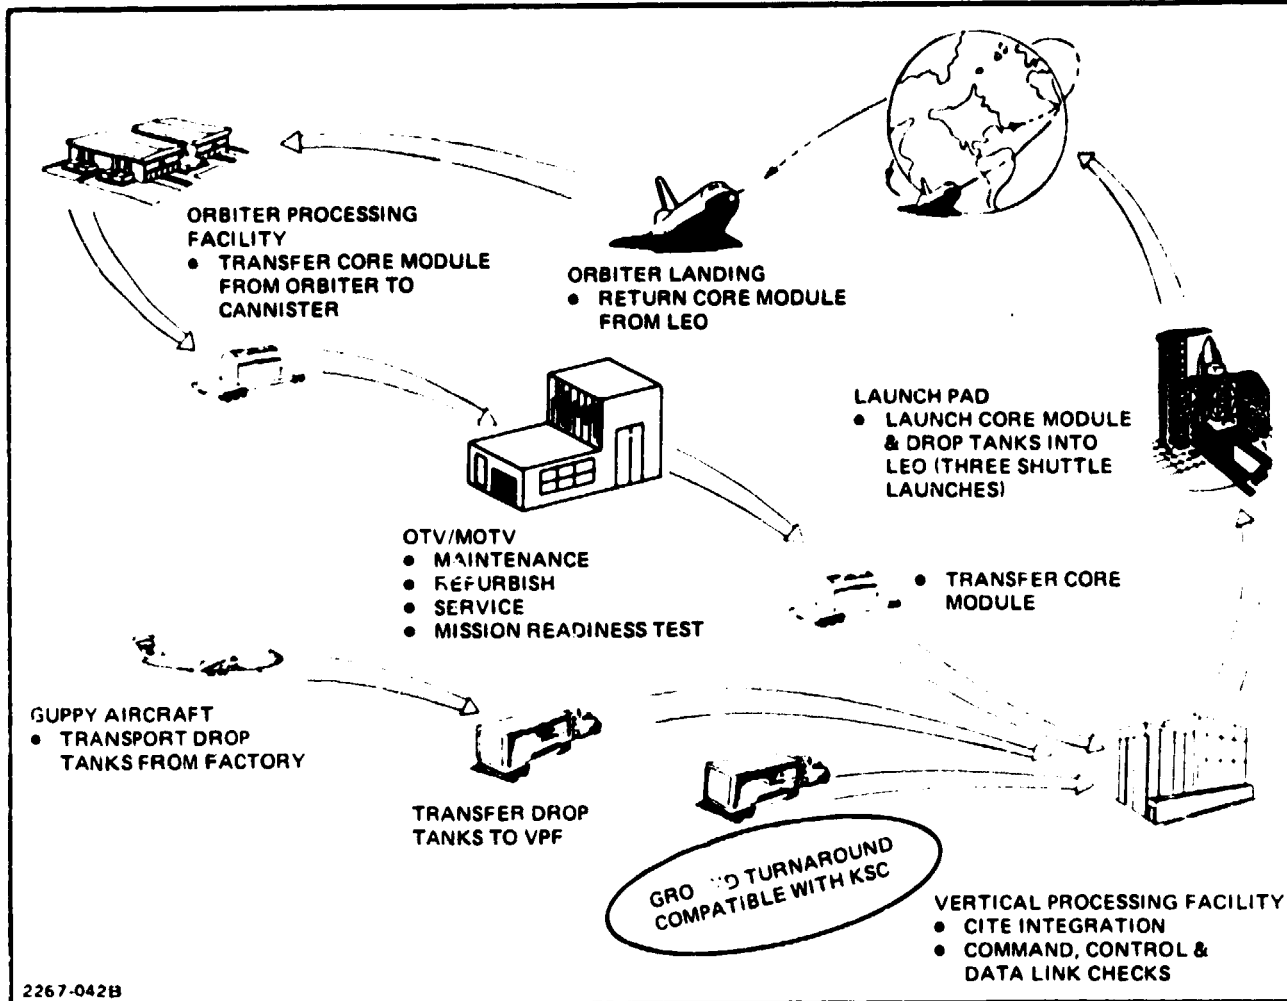 ORBITER PROCESSING
FACILITY
● TRANSFER CORE MODULE
FROM ORBITER TO
CANNISTER
ORBITER LANDING
● RETURN CORE MODULE
FROM LEO
LAUNCH PAD
● LAUNCH CORE MODULE
& DROP TANKS INTO
LEO (THREE SHUTTLE
LAUNCHES)
OTV/MOTV
● MAINTENANCE
● REFURBISH
● SERVICE
● MISSION READINESS TEST
● TRANSFER CORE
MODULE
GUPPY AIRCRAFT
● TRANSPORT DROP
TANKS FROM FACTORY
TRANSFER DROP
TANKS TO VPF
GROUND TURNAROUND
COMPATIBLE WITH KSC
VERTICAL PROCESSING FACILITY
● CITE INTEGRATION
● COMMAND, CONTROL &
DATA LINK CHECKS
2267-042B